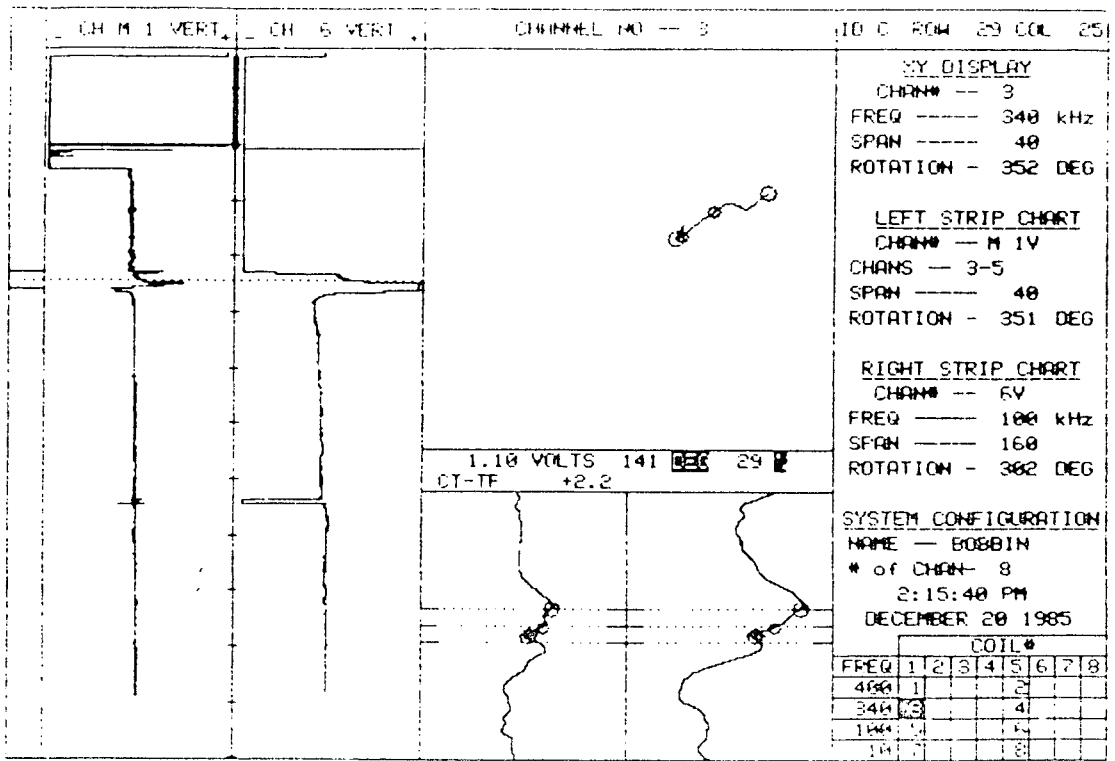 _ CH M 1 VERT + _ CH 6 VERT +
CHANNEL NO -- 3
ID C ROW 29 COL 25
XY DISPLAY
CHAN# -- 3
FREQ ----- 340 kHz
SPAN ----- 40
ROTATION - 352 DEG
LEFT STRIP CHART
CHAN# -- M 1V
CHANS -- 3-5
SPAN ----- 40
ROTATION - 351 DEG
RIGHT STRIP CHART
CHAN# -- 6V
FREQ ----- 100 kHz
SPAN ----- 160
ROTATION - 302 DEG
1.10 VOLTS 141 DEG 29
CT-TF +2.2
SYSTEM CONFIGURATION
NAME -- BOBBIN
# of CHAN- 8
2:15:40 PM
DECEMBER 20 1985
COIL#
FREQ 1 2 3 4 5 6 7 8
400 1 2
340 3 4
100 5 6
10 7 8